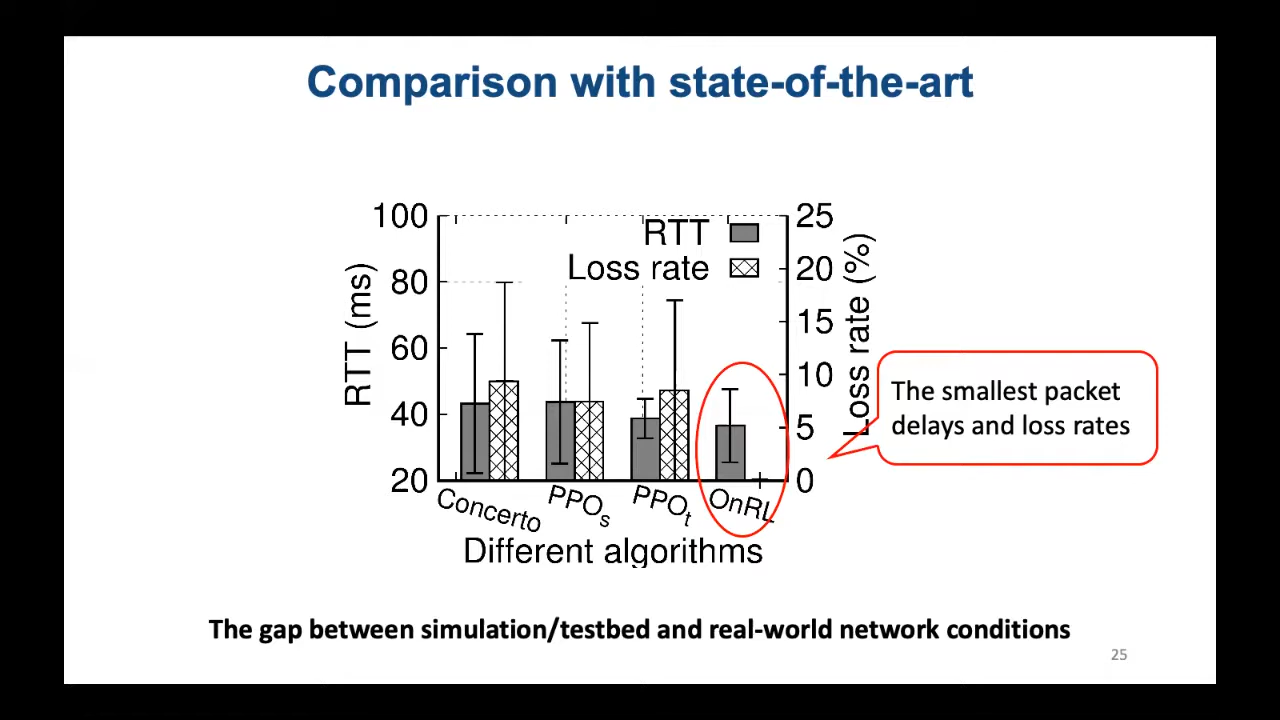 Comparison with state-of-the-art
100
80
60
40
20
RTT (ms)
RTT
Loss rate
25
20
15
10
5
0
Loss rate (%)
Concerto
PPOs
PPOt
OnRL
Different algorithms
The smallest packet
delays and loss rates
The gap between simulation/testbed and real-world network conditions
25